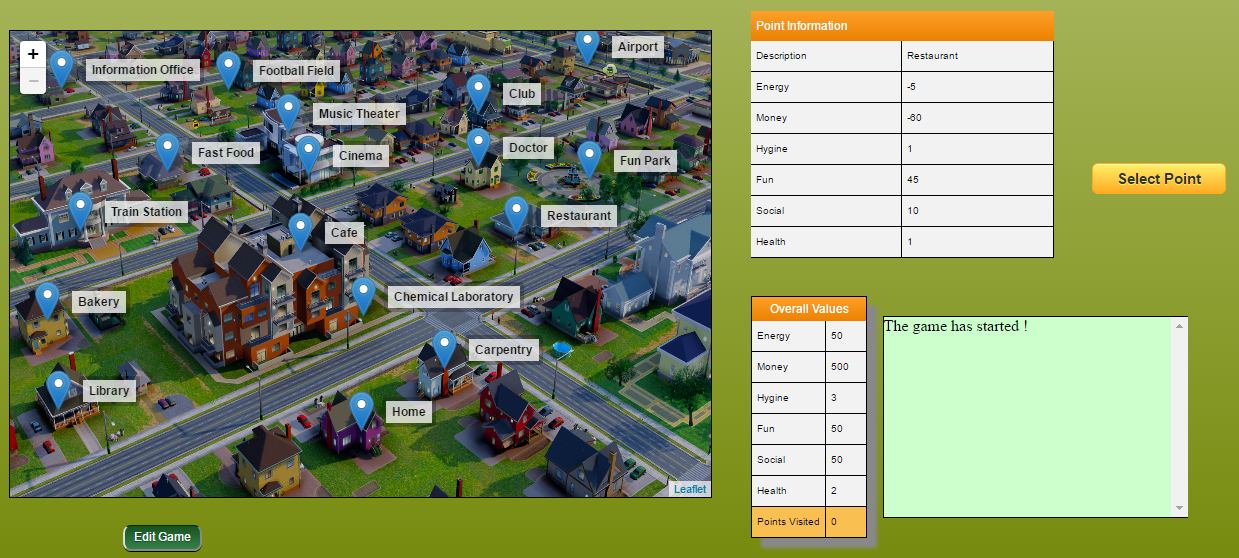 +
−
Information Office
Football Field
Airport
Club
Music Theater
Fast Food
Cinema
Doctor
Fun Park
Train Station
Restaurant
Cafe
Bakery
Chemical Laboratory
Carpentry
Library
Home
Leaflet
Edit Game
Point Information
Description Restaurant
Energy -5
Money -60
Hygine 1
Fun 45
Social 10
Health 1
Select Point
Overall Values
Energy 50
Money 500
Hygine 3
Fun 50
Social 50
Health 2
Points Visited 0
The game has started !